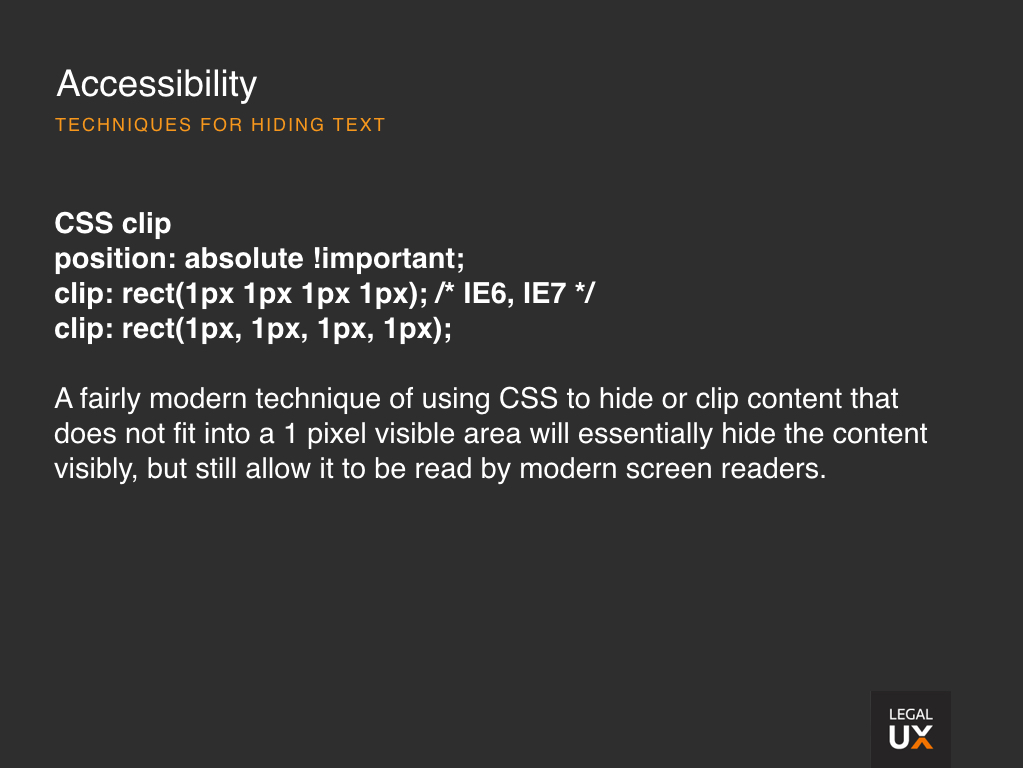 Accessibility
TECHNIQUES FOR HIDING TEXT
CSS clip
position: absolute !important;
clip: rect(1px 1px 1px 1px); /* IE6, IE7 */
clip: rect(1px, 1px, 1px, 1px);
A fairly modern technique of using CSS to hide or clip content that
does not fit into a 1 pixel visible area will essentially hide the content
visibly, but still allow it to be read by modern screen readers.
LEGAL
UX